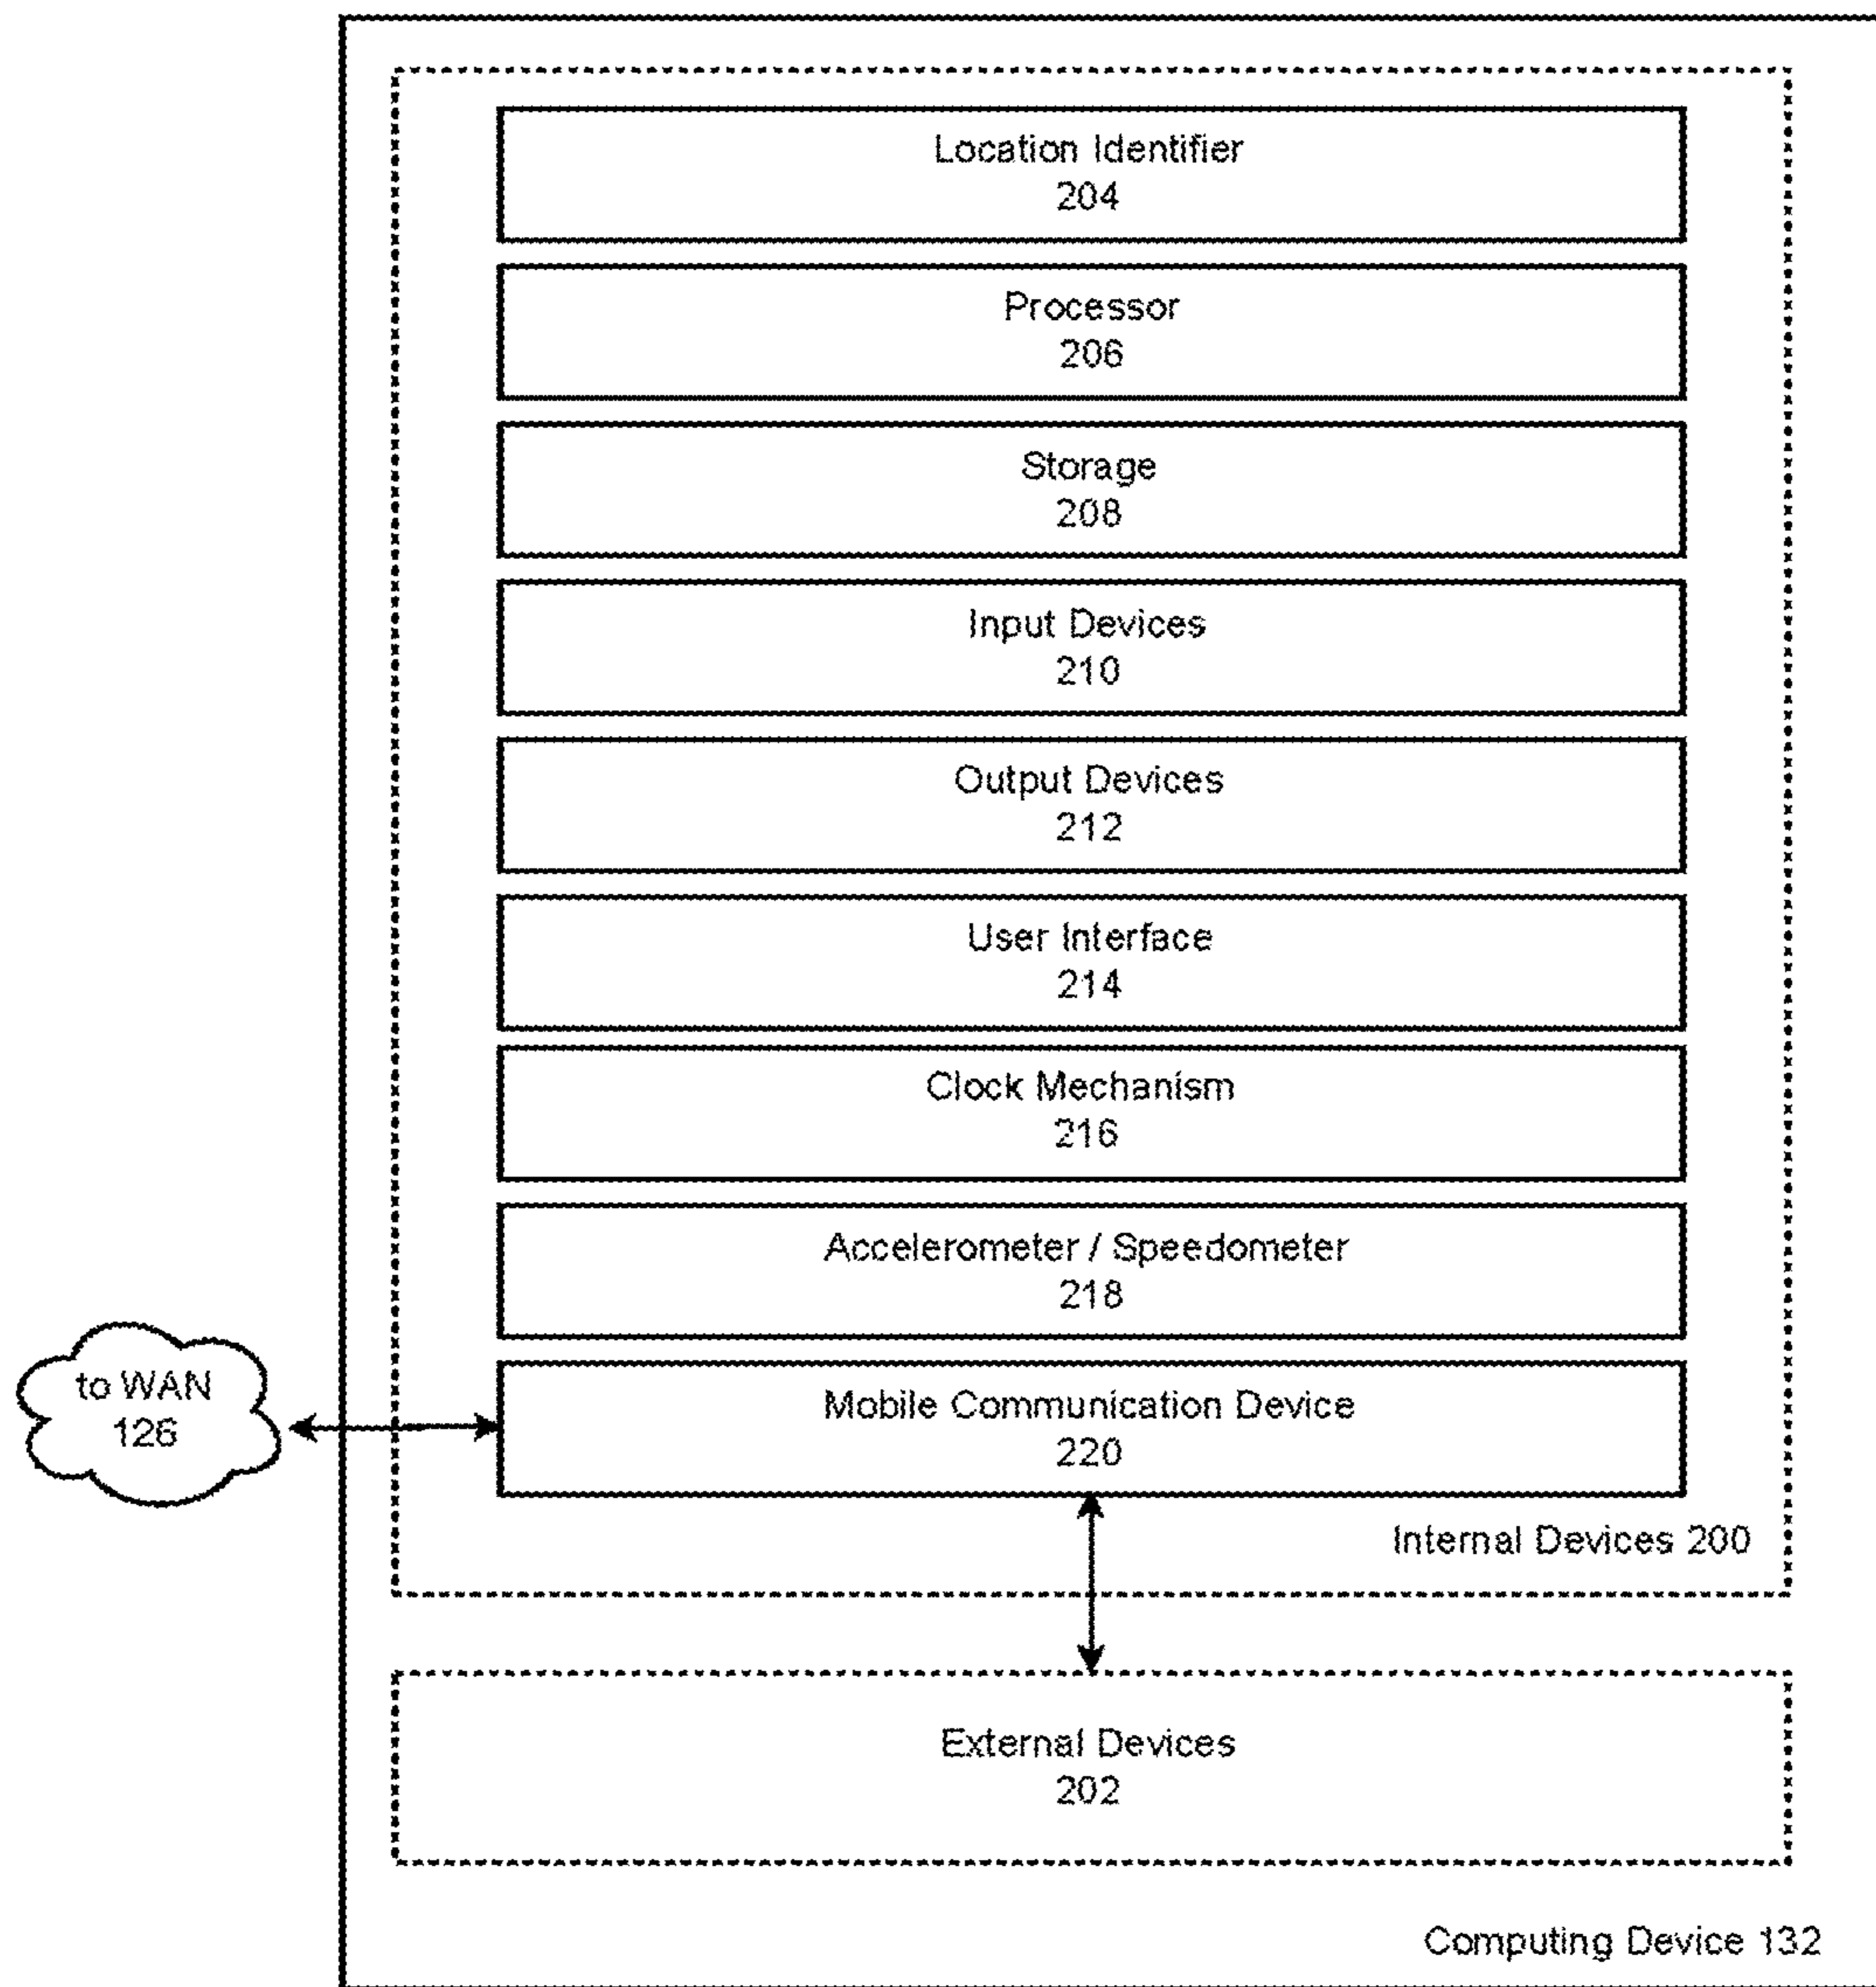 Location Identifier
204
Processor
206
Storage
208
Input Devices
210
Output Devices
212
User Interface
214
Clock Mechanism
216
Accelerometer / Speedometer
218
to WAN
126
Mobile Communication Device
220
Internal Devices 200
External Devices
202
Computing Device 132